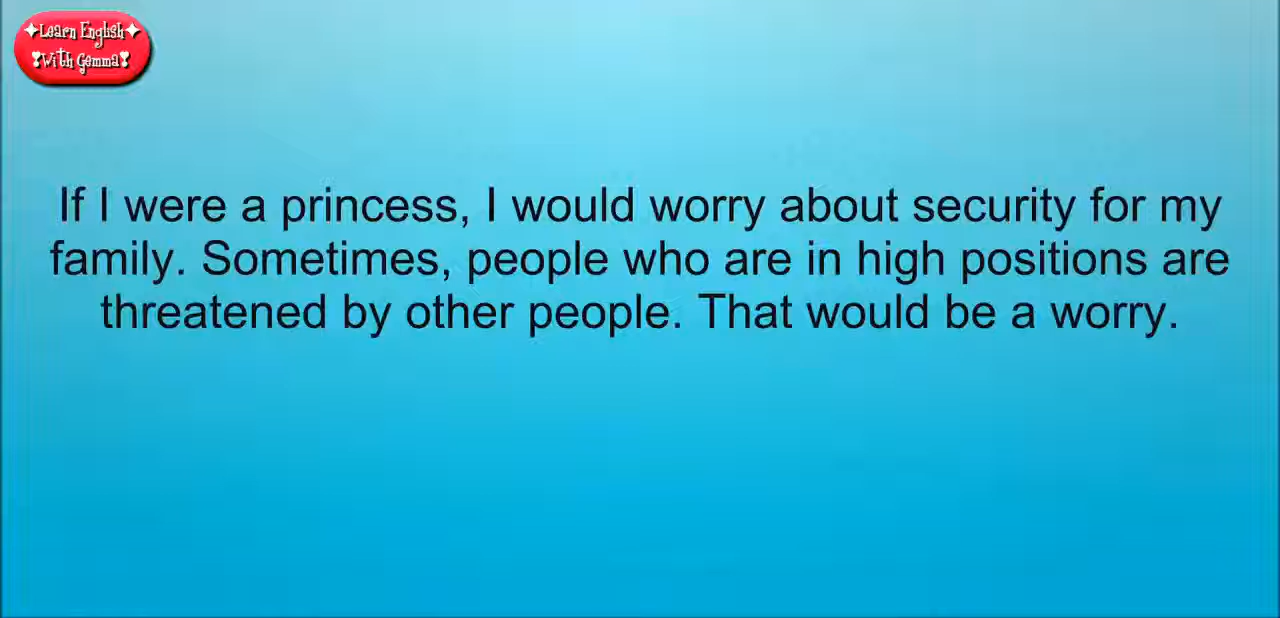 ✦Learn English✦
❣With Gemma❣
If I were a princess, I would worry about security for my
family. Sometimes, people who are in high positions are
threatened by other people. That would be a worry.